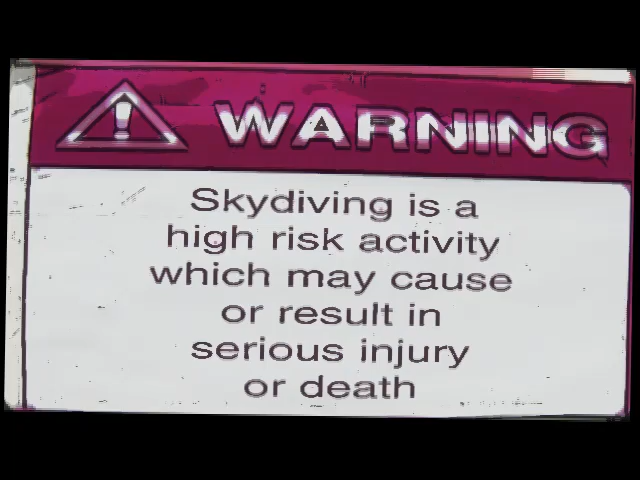 WARNING
Skydiving is a
high risk activity
which may cause
or result in
serious injury
or death